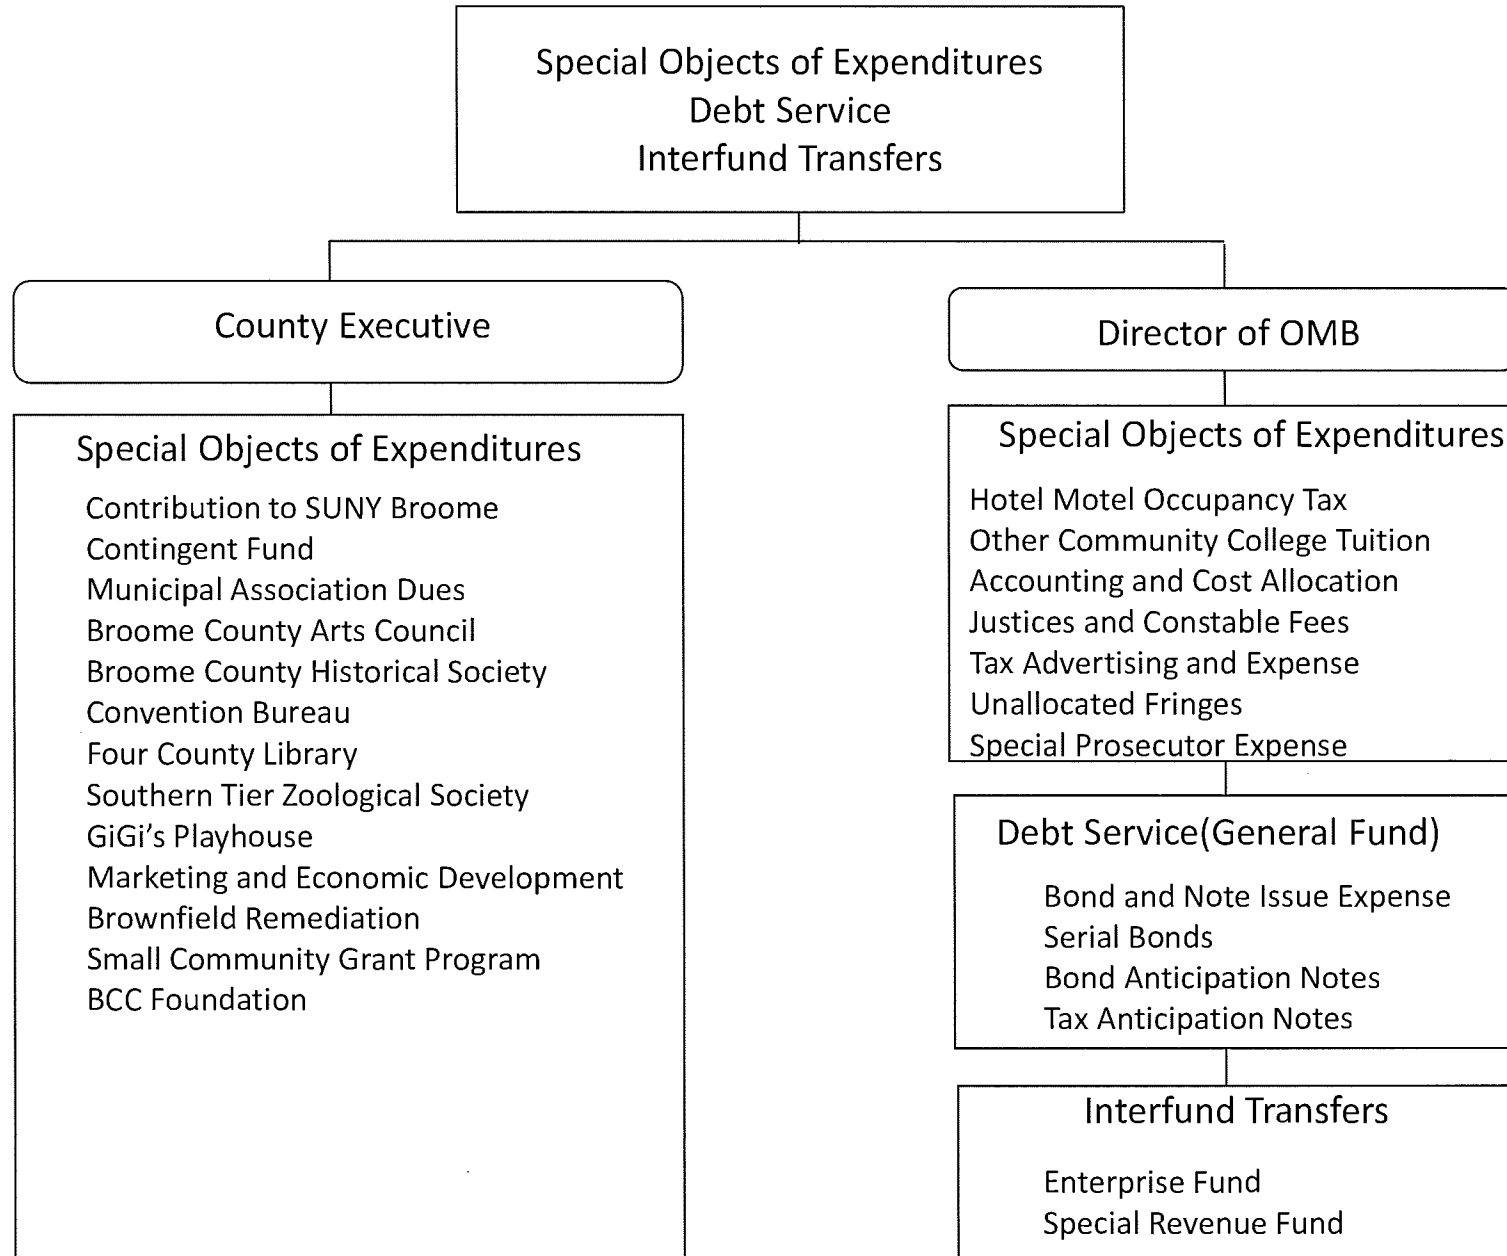 Special Objects of Expenditures
Debt Service
Interfund Transfers
County Executive
Special Objects of Expenditures
Contribution to SUNY Broome
Contingent Fund
Municipal Association Dues
Broome County Arts Council
Broome County Historical Society
Convention Bureau
Four County Library
Southern Tier Zoological Society
GiGi’s Playhouse
Marketing and Economic Development
Brownfield Remediation
Small Community Grant Program
BCC Foundation
Director of OMB
Special Objects of Expenditures
Hotel Motel Occupancy Tax
Other Community College Tuition
Accounting and Cost Allocation
Justices and Constable Fees
Tax Advertising and Expense
Unallocated Fringes
Special Prosecutor Expense
Debt Service(General Fund)
Bond and Note Issue Expense
Serial Bonds
Bond Anticipation Notes
Tax Anticipation Notes
Interfund Transfers
Enterprise Fund
Special Revenue Fund